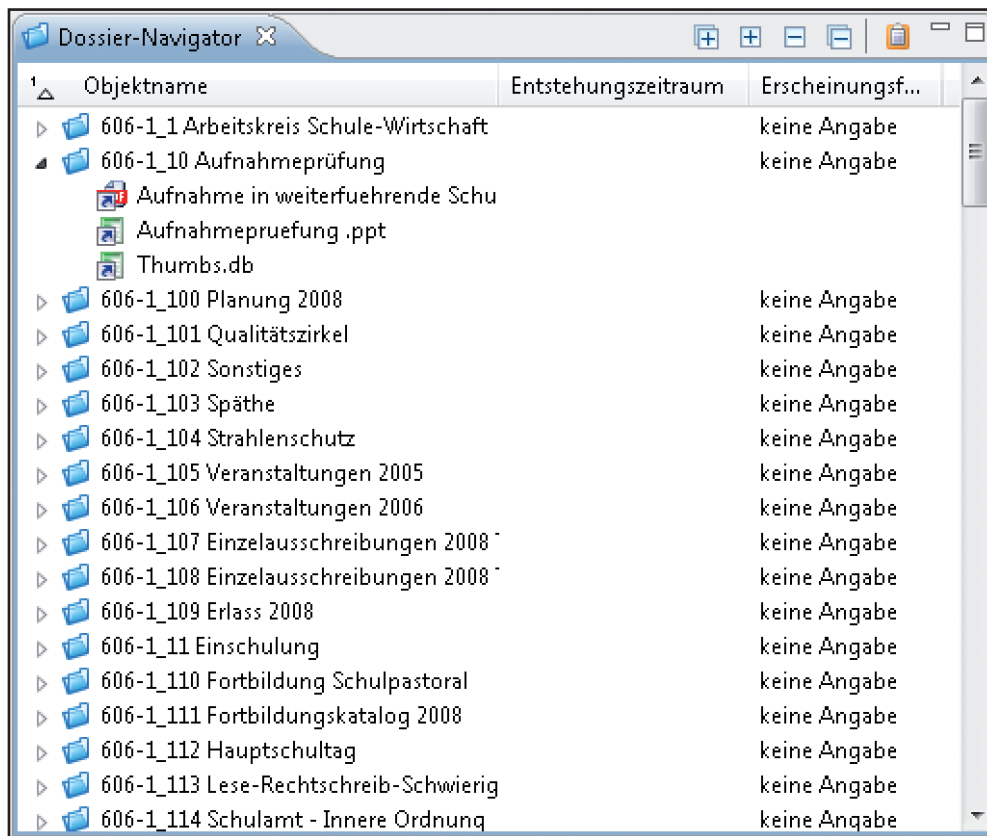 Dossier-Navigator
1 Objektname Entstehungszeitraum Erscheinungsf...
606-1_1 Arbeitskreis Schule-Wirtschaft keine Angabe
606-1_10 Aufnahmeprüfung keine Angabe
Aufnahme in weiterfuehrende Schu
Aufnahmepruefung .ppt
Thumbs.db
606-1_100 Planung 2008 keine Angabe
606-1_101 Qualitätszirkel keine Angabe
606-1_102 Sonstiges keine Angabe
606-1_103 Späthe keine Angabe
606-1_104 Strahlenschutz keine Angabe
606-1_105 Veranstaltungen 2005 keine Angabe
606-1_106 Veranstaltungen 2006 keine Angabe
606-1_107 Einzelausschreibungen 2008 keine Angabe
606-1_108 Einzelausschreibungen 2008 keine Angabe
606-1_109 Erlass 2008 keine Angabe
606-1_11 Einschulung keine Angabe
606-1_110 Fortbildung Schulpastoral keine Angabe
606-1_111 Fortbildungskatalog 2008 keine Angabe
606-1_112 Hauptschultag keine Angabe
606-1_113 Lese-Rechtschreib-Schwierig keine Angabe
606-1_114 Schulamt - Innere Ordnung keine Angabe